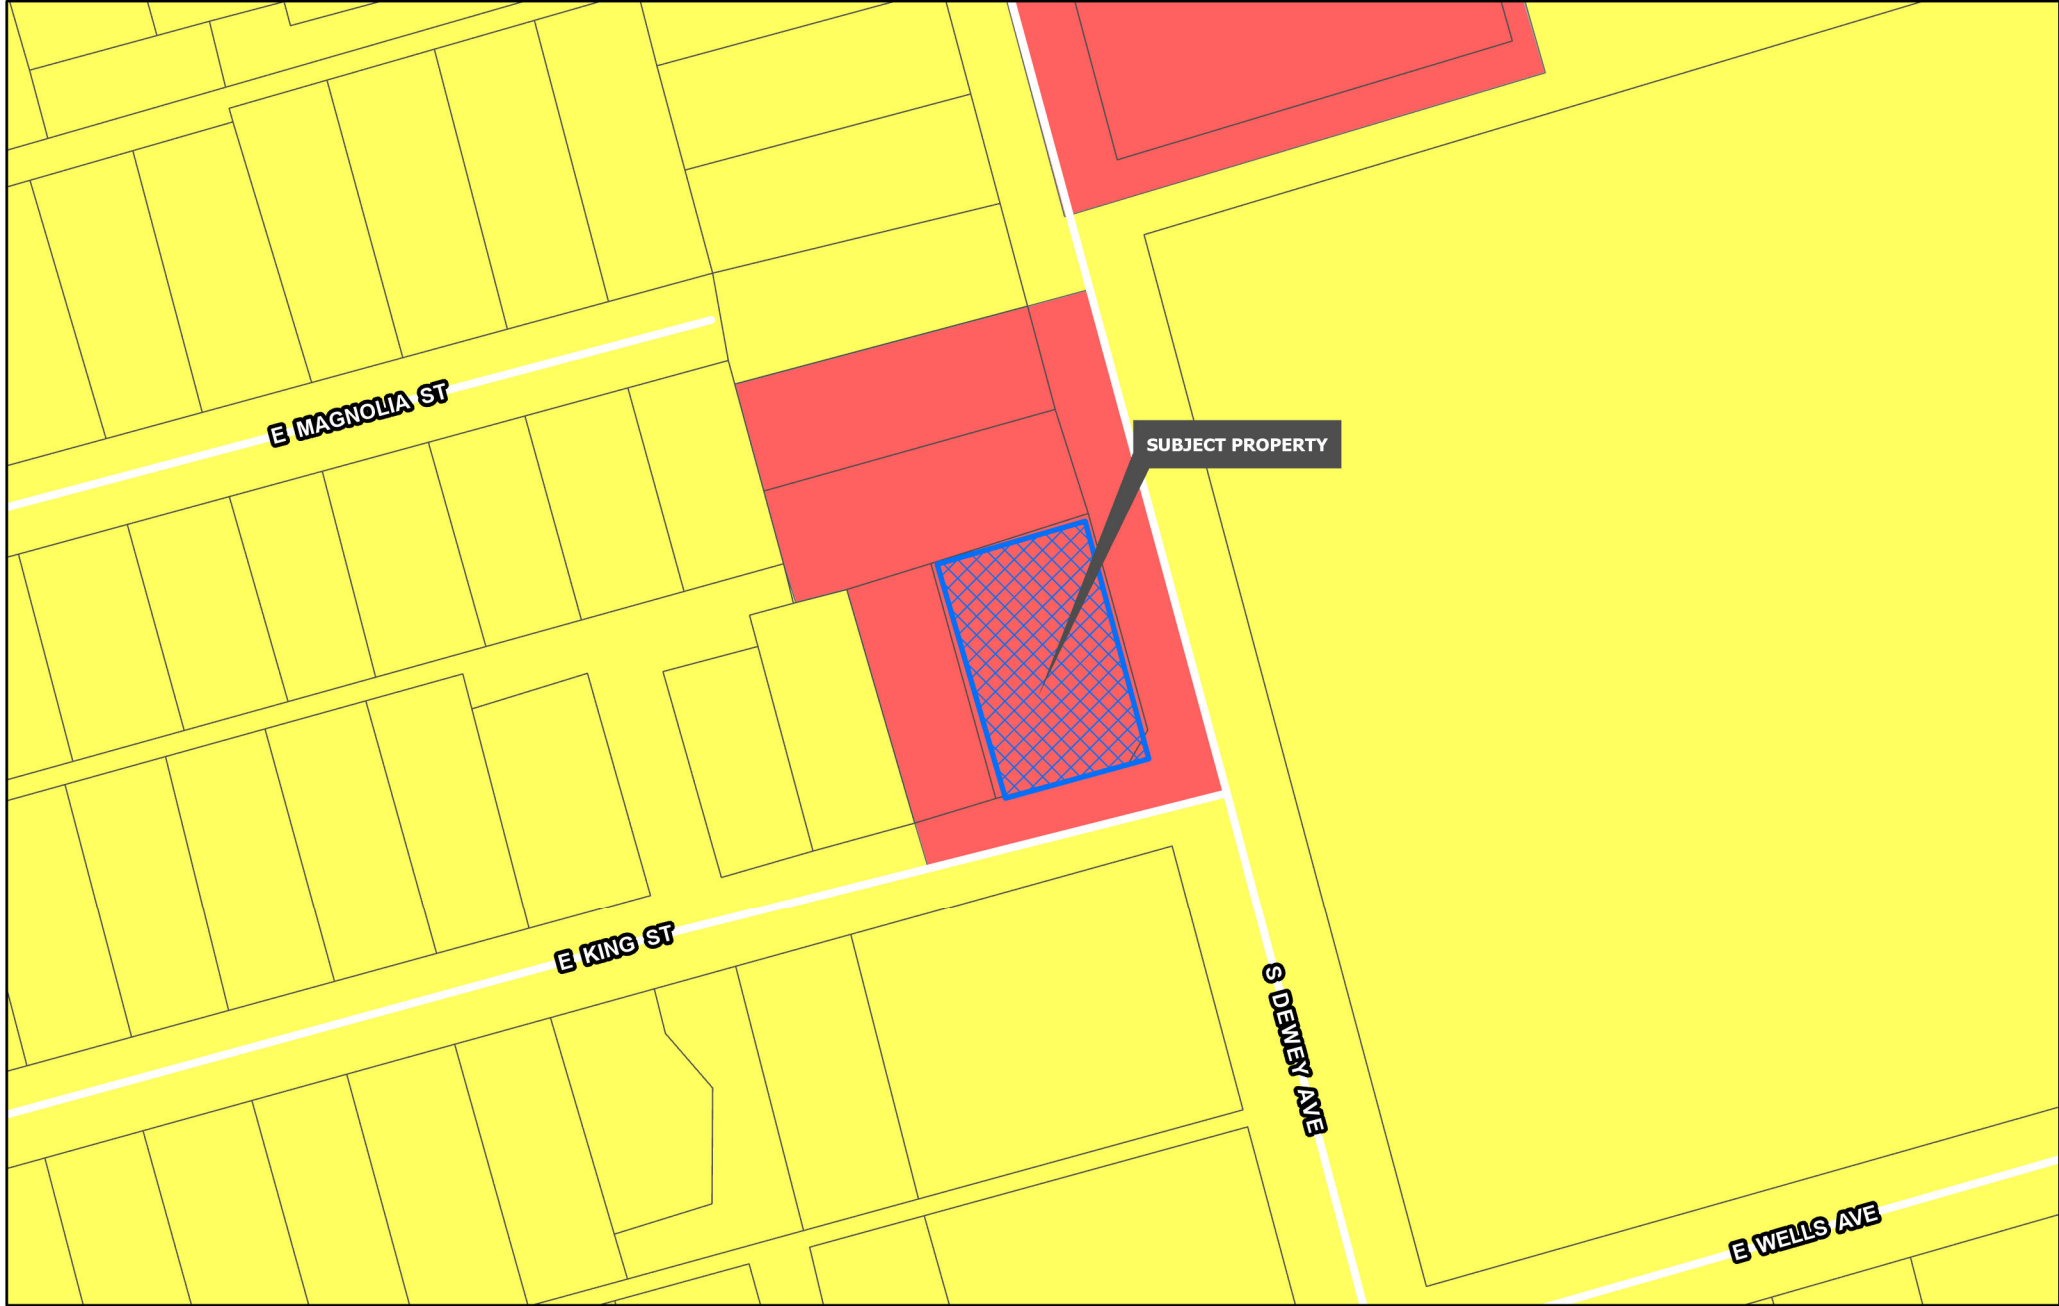 E MAGNOLIA ST
SUBJECT PROPERTY
E KING ST
S DEWEY AVE
E WELLS AVE